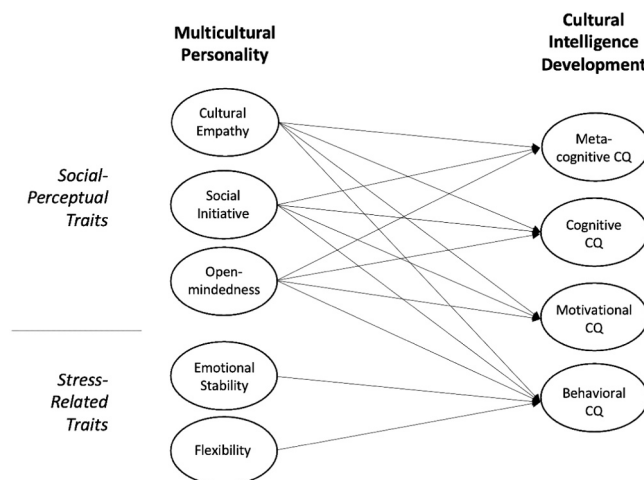 Multicultural
Personality
Cultural
Intelligence
Development
Social-
Perceptual
Traits
Cultural
Empathy
Social
Initiative
Open-
mindedness
Meta-
cognitive CQ
Cognitive
CQ
Motivational
CQ
Behavioral
CQ
Stress-
Related
Traits
Emotional
Stability
Flexibility